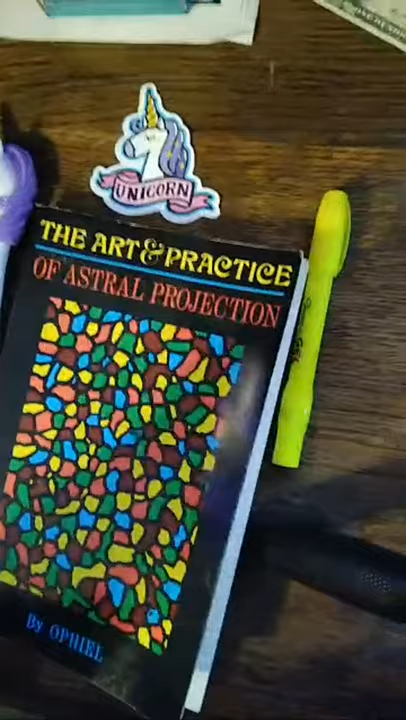 UNICORN
THE ART & PRACTICE
OF ASTRAL PROJECTION
By OPHIEL